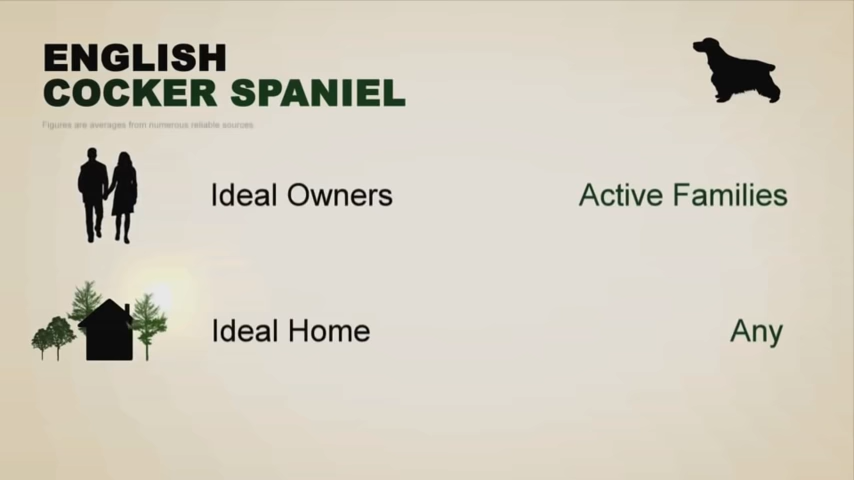 ENGLISH
COCKER SPANIEL
Figures are averages from numerous reliable sources
Ideal Owners Active Families
Ideal Home Any